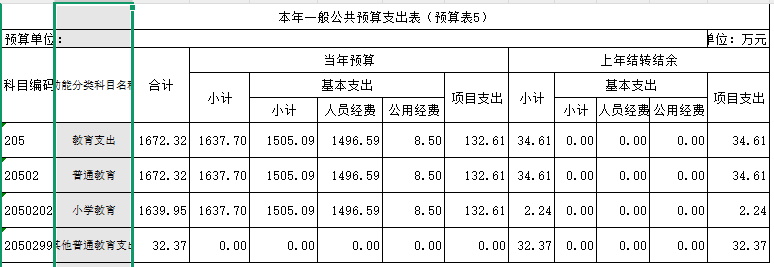 本年一般公共预算支出表（预算表5）
预算单位： 单位：万元
科目编码 功能分类科目名称 合计 当年预算 上年结转结余
小计 基本支出 项目支出 小计 基本支出 项目支出
小计 人员经费 公用经费 小计 人员经费 公用经费
205 教育支出 1672.32 1637.70 1505.09 1496.59 8.50 132.61 34.61 0.00 0.00 0.00 34.61
20502 普通教育 1672.32 1637.70 1505.09 1496.59 8.50 132.61 34.61 0.00 0.00 0.00 34.61
2050202 小学教育 1639.95 1637.70 1505.09 1496.59 8.50 132.61 2.24 0.00 0.00 0.00 2.24
2050299 其他普通教育支出 32.37 0.00 0.00 0.00 0.00 0.00 32.37 0.00 0.00 0.00 32.37